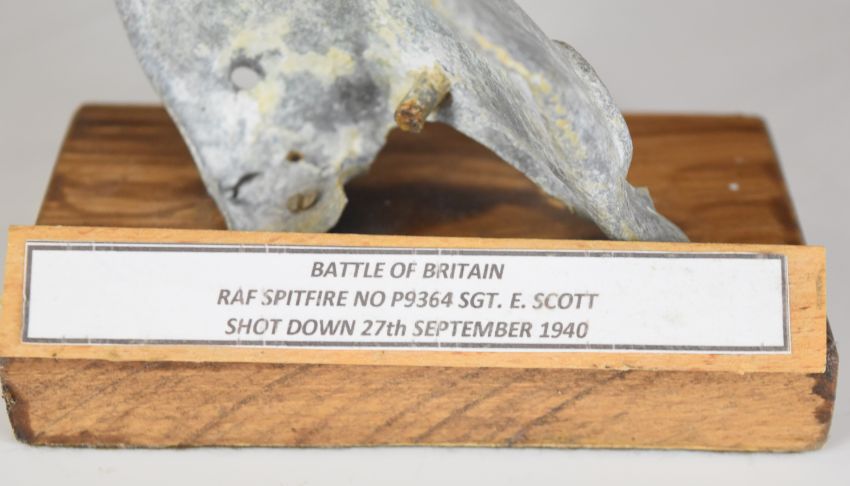 BATTLE OF BRITAIN
RAF SPITFIRE NO P9364 SGT. E. SCOTT
SHOT DOWN 27th SEPTEMBER 1940